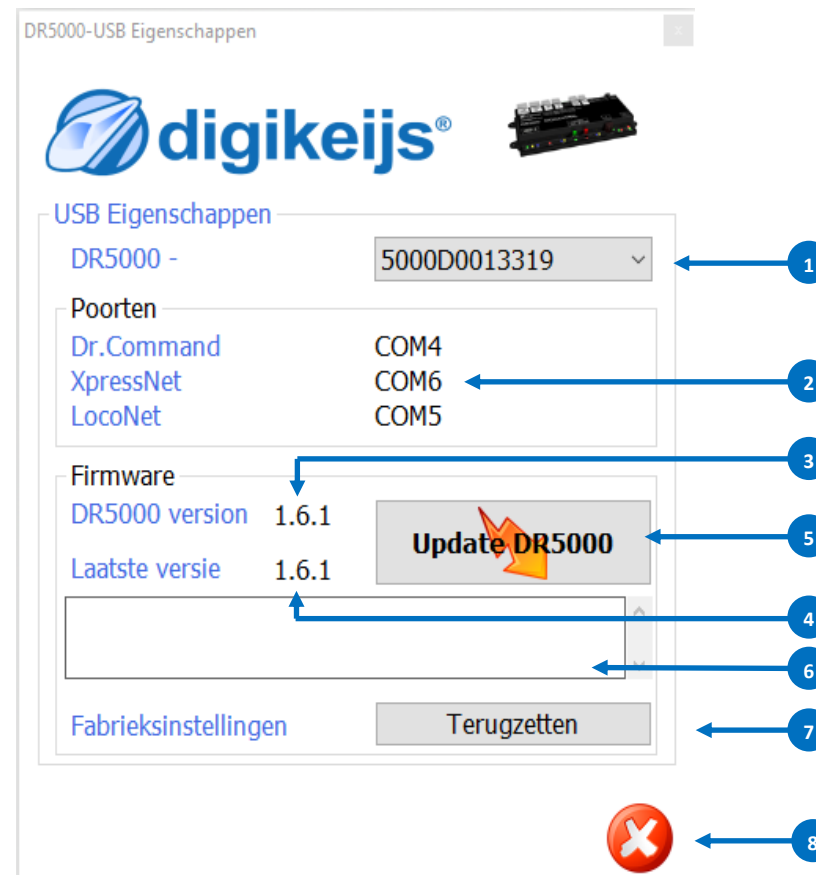 DR5000-USB Eigenschappen
x
digikeijs®
USB Eigenschappen
DR5000 - 5000D0013319
1
Poorten
Dr.Command COM4
XpressNet COM6
2
LocoNet COM5
3
Firmware
DR5000 version 1.6.1
Update DR5000
5
Laatste versie 1.6.1
4
6
Fabrieksinstellingen Terugzetten
7
8